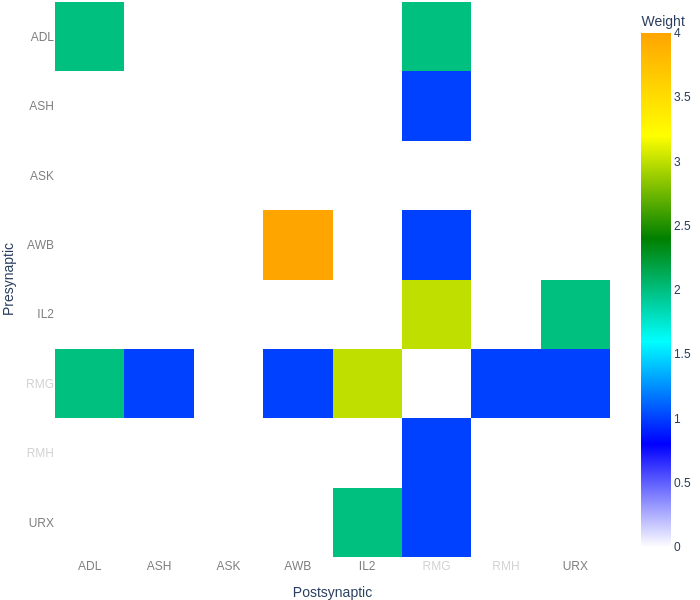 Weight
ADL
ASH
ASK
AWB
IL2
RMG
RMH
URX
Presynaptic
ADL ASH ASK AWB IL2 RMG RMH URX
Postsynaptic
4
3.5
3
2.5
2
1.5
1
0.5
0